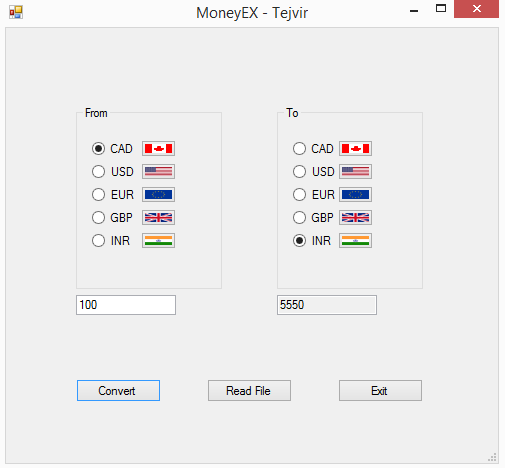 MoneyEX - Tejvir
From To
CAD CAD
USD USD
EUR EUR
GBP GBP
INR INR
100 5550
Convert Read File Exit